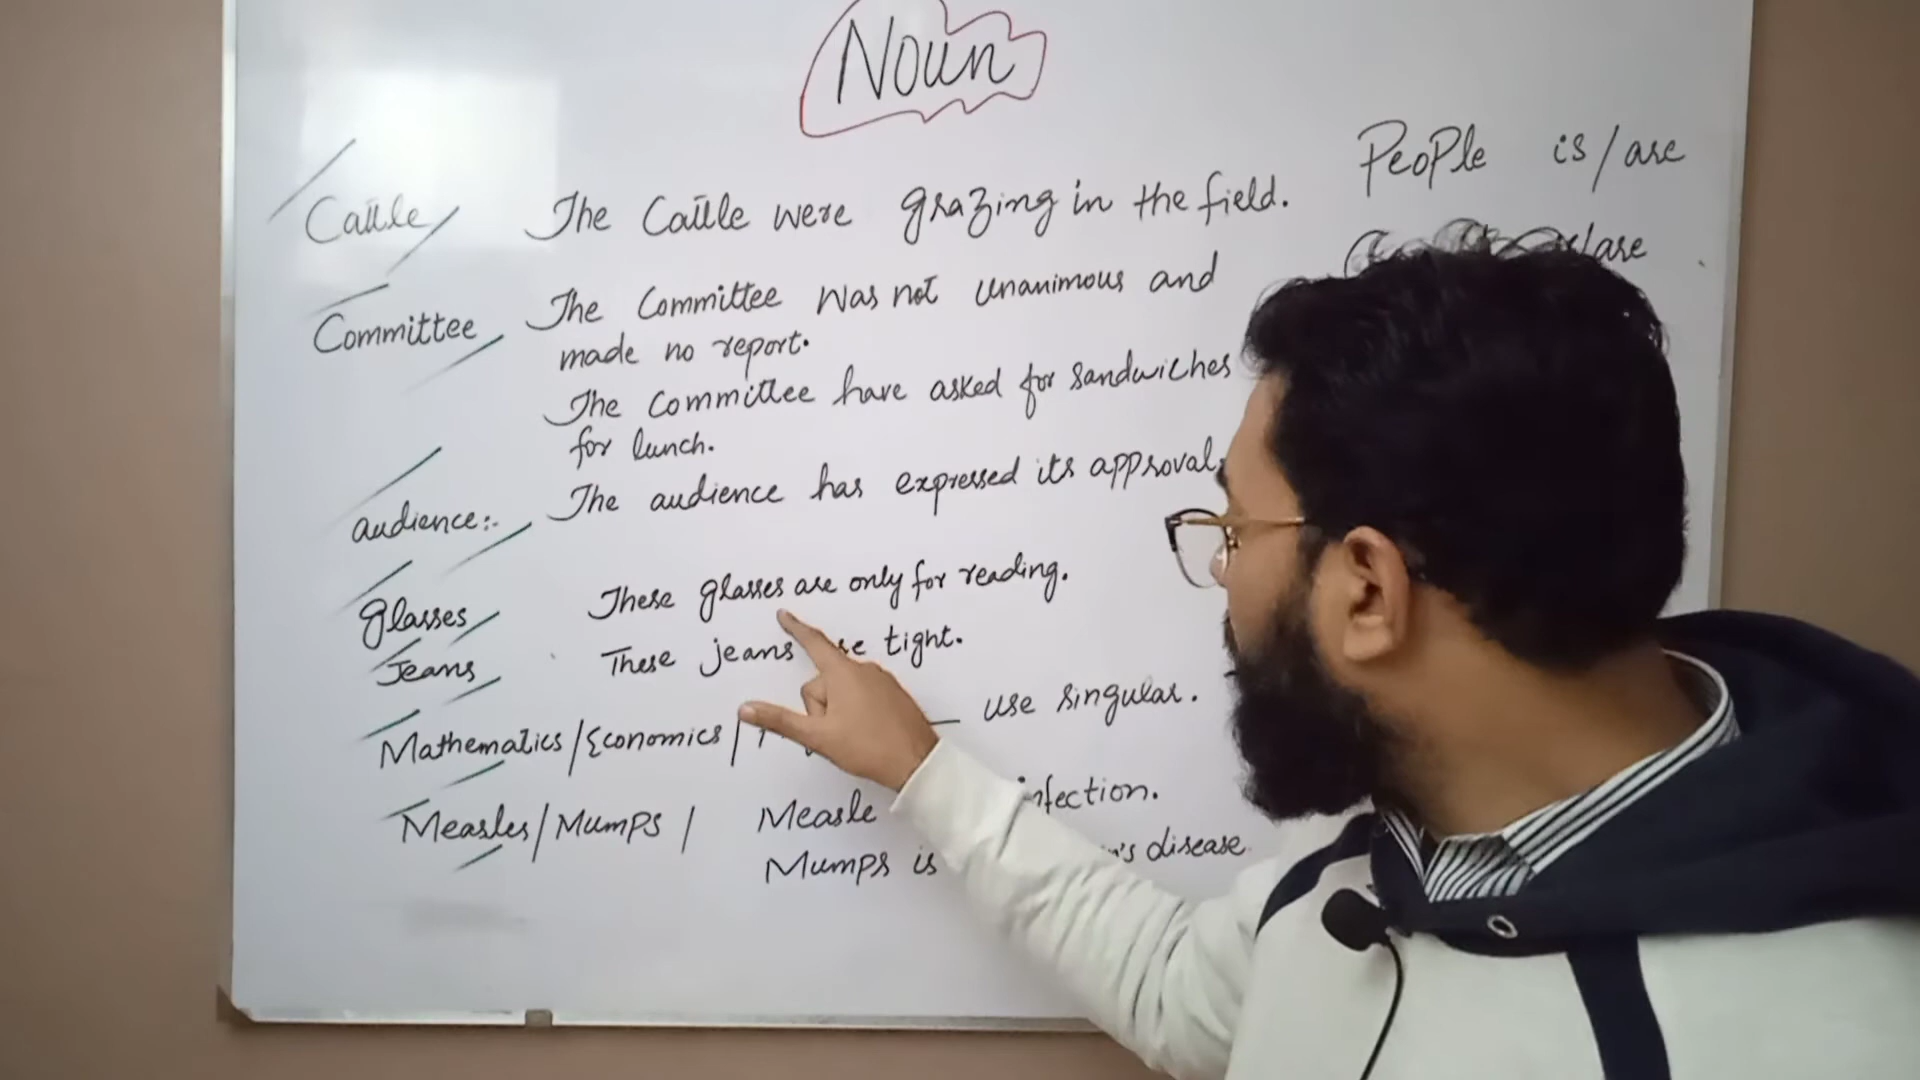 Noun
People is/are
/are
Cattle
The Cattle were grazing in the field.
Committee
The Committee was not unanimous and
made no report.
The Committee have asked for sandwiches
for lunch.
audience:-
The audience has expressed its approval.
Glasses
These glasses are only for reading.
Jeans
These jeans tight.
Mathematics/Economics/
use singular.
Measles/Mumps/
Measle infection.
Mumps is disease